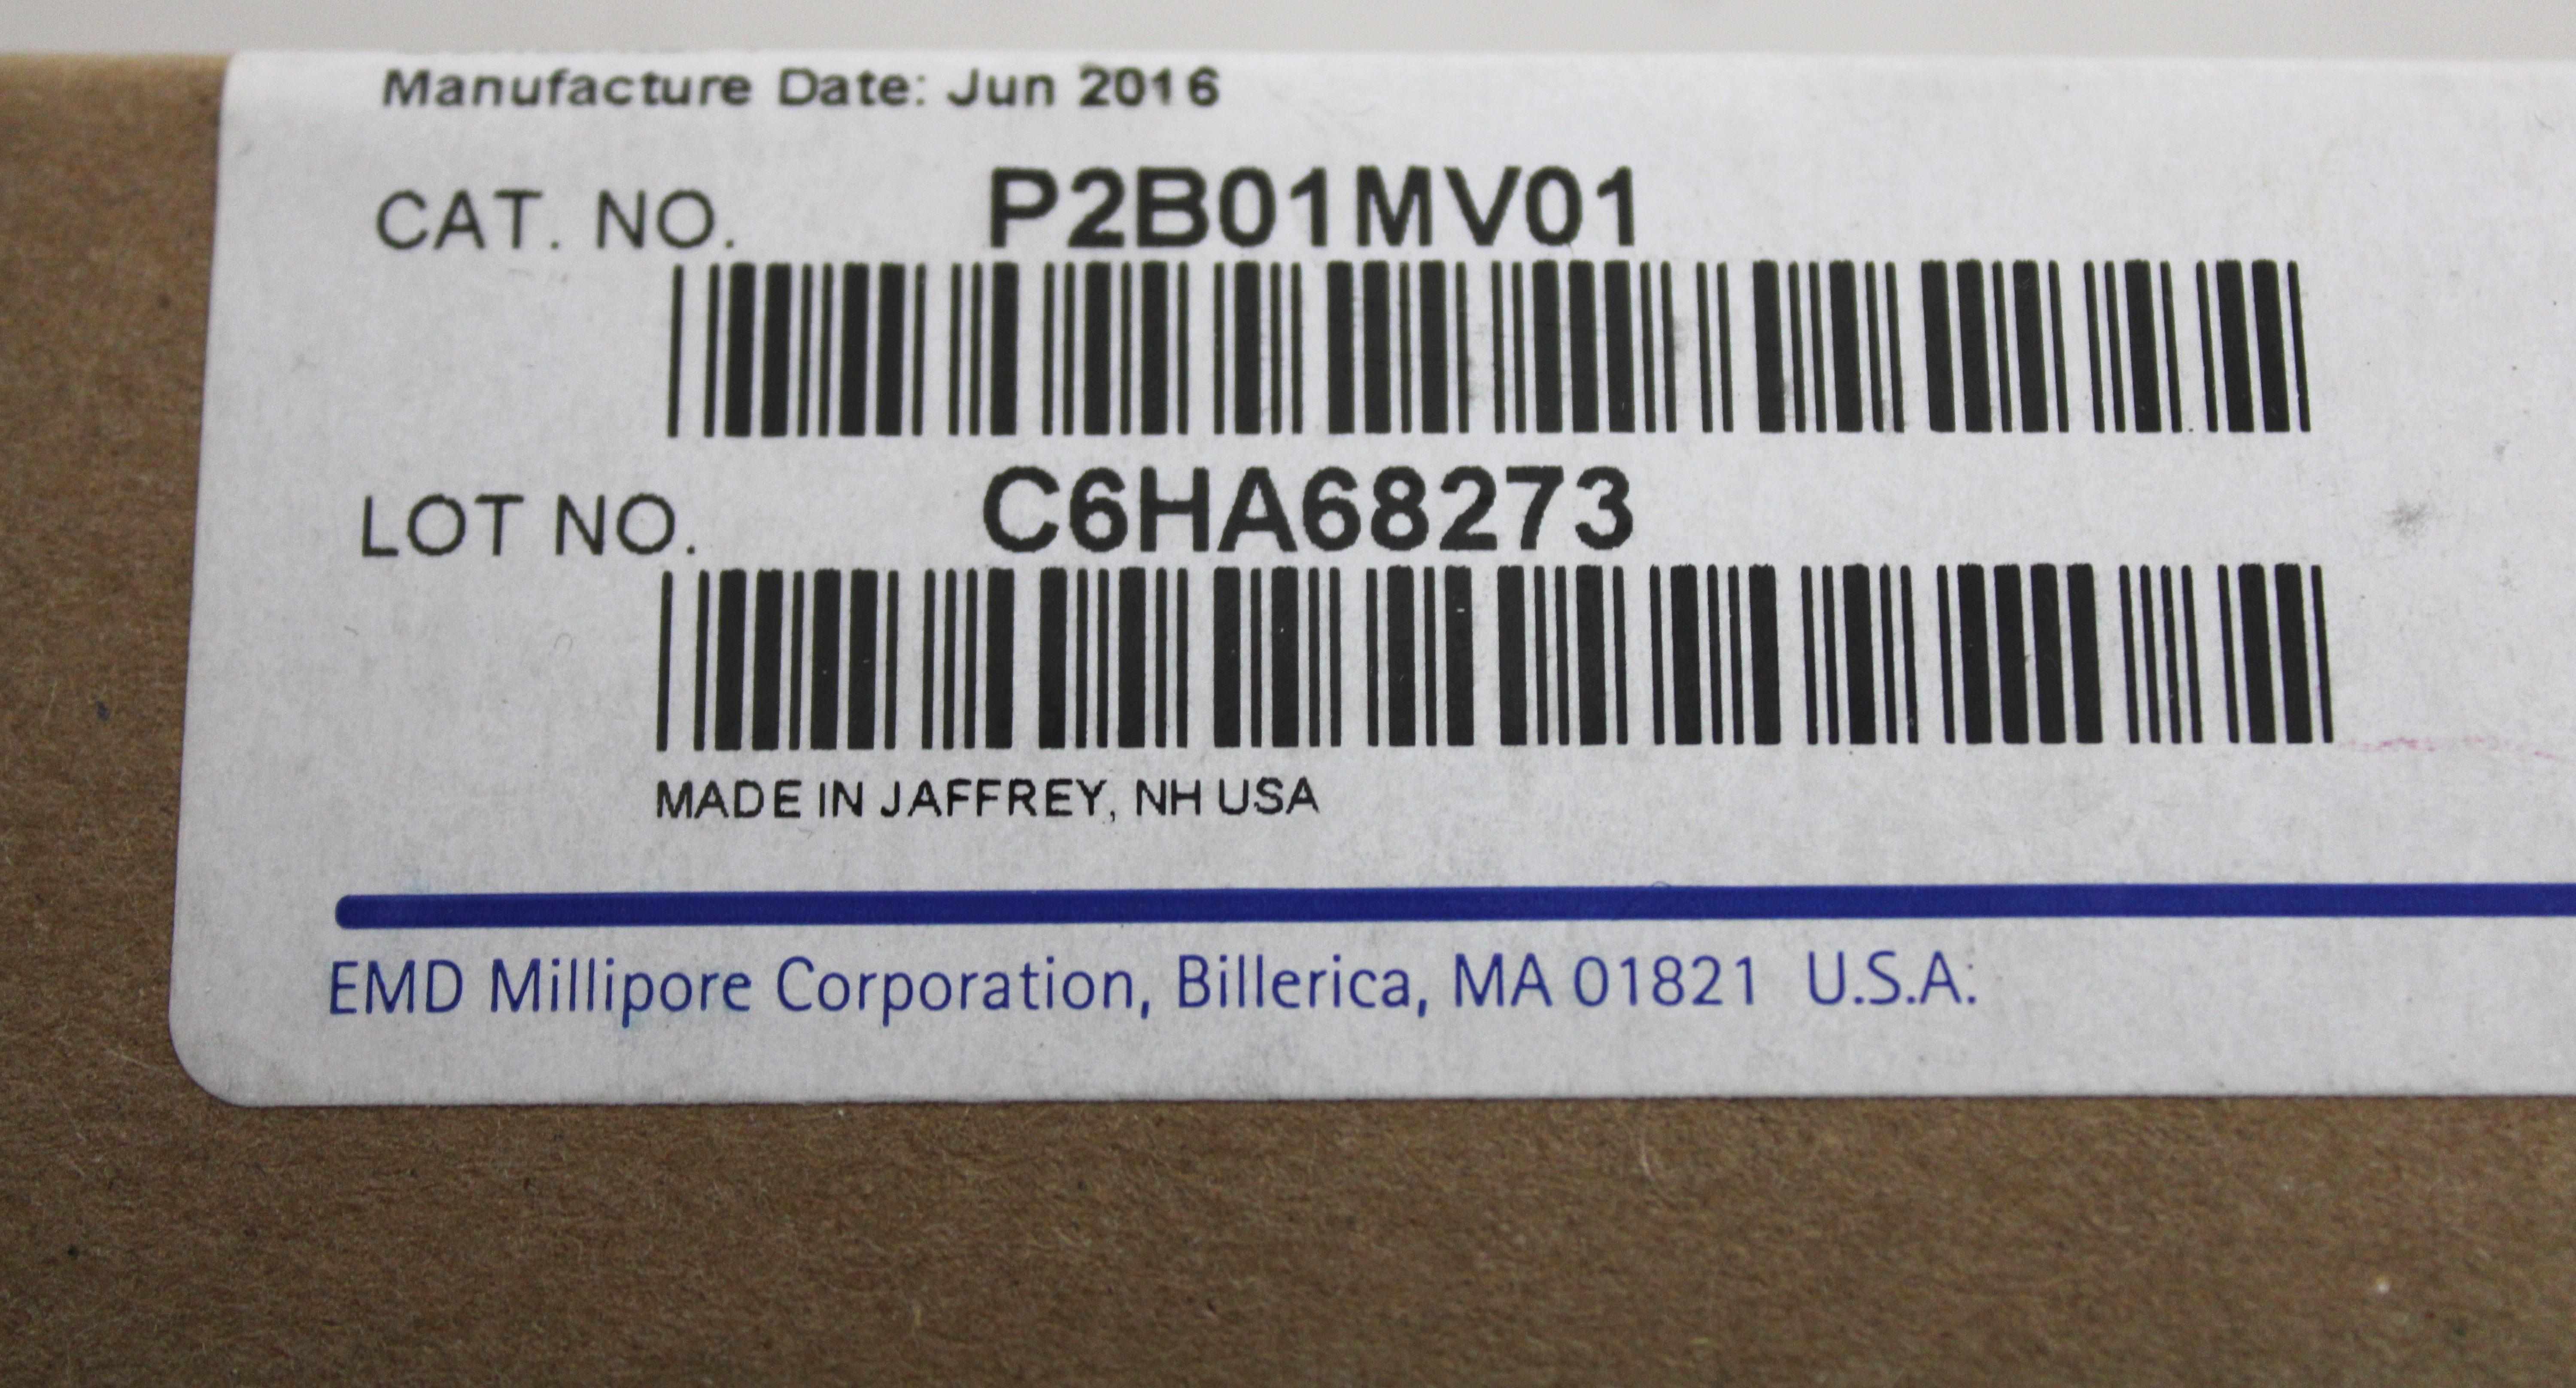 Manufacture Date: Jun 2016
CAT. NO. P2B01MV01
LOT NO. C6HA68273
MADE IN JAFFREY, NH USA
EMD Millipore Corporation, Billerica, MA 01821 U.S.A.